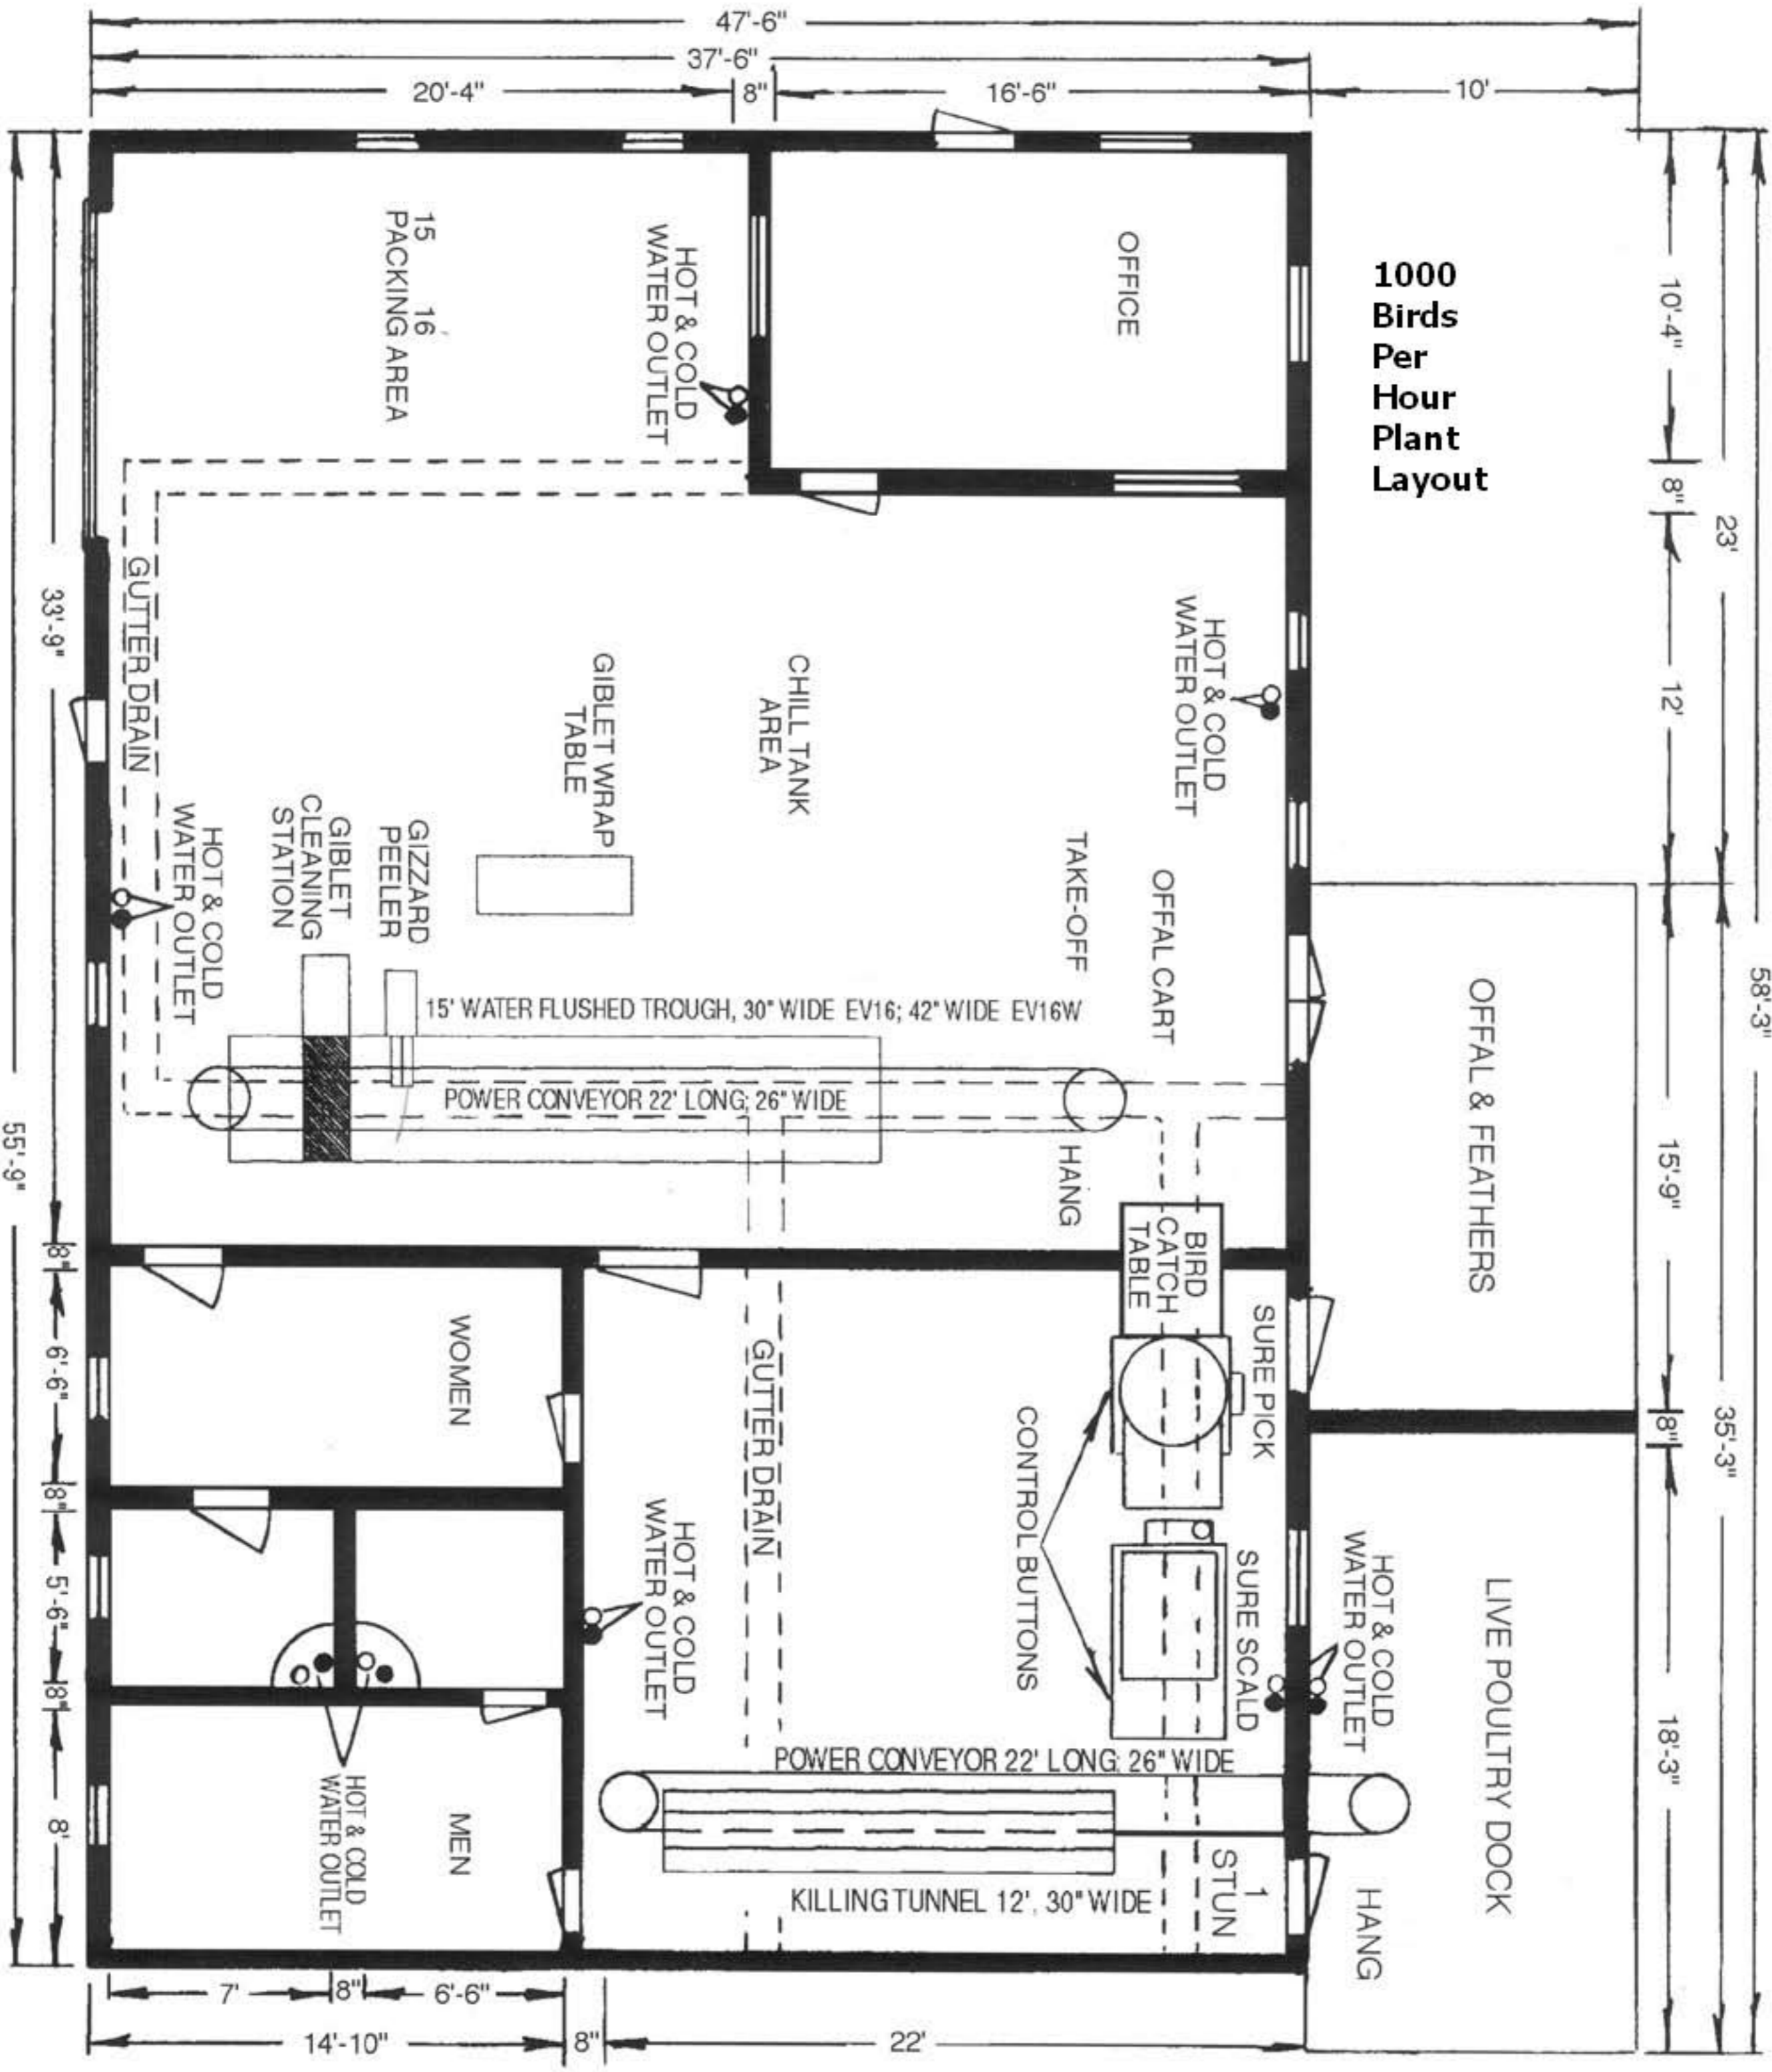 47'-6"
37'-6"
20'-4"
8"
16'-6"
10'
1000
Birds
Per
Hour
Plant
Layout
10'-4"
8"
12'
23'
58'-3"
15'-9"
8"
35'-3"
18'-3"
OFFICE
15 16
PACKING AREA
HOT & COLD
WATER OUTLET
HOT & COLD
WATER OUTLET
GUTTER DRAIN
33'-9"
55'-9"
CHILL TANK
AREA
GIBLET WRAP
TABLE
TAKE-OFF
OFFAL CART
GIZZARD
PEELER
GIBLET
CLEANING
STATION
HOT & COLD
WATER OUTLET
15' WATER FLUSHED TROUGH, 30" WIDE EV16; 42" WIDE EV16W
POWER CONVEYOR 22' LONG; 26" WIDE
HANG
OFFAL & FEATHERS
BIRD
CATCH
TABLE
SURE PICK
CONTROL BUTTONS
GUTTER DRAIN
WOMEN
8"
6'-6"
8"
5'-6"
8"
8'
HOT & COLD
WATER OUTLET
SURE SCALD
HOT & COLD
WATER OUTLET
LIVE POULTRY DOCK
POWER CONVEYOR 22' LONG; 26" WIDE
KILLING TUNNEL 12', 30" WIDE
1
STUN
HANG
MEN
HOT & COLD
WATER OUTLET
7'
8"
6'-6"
14'-10"
8"
22'